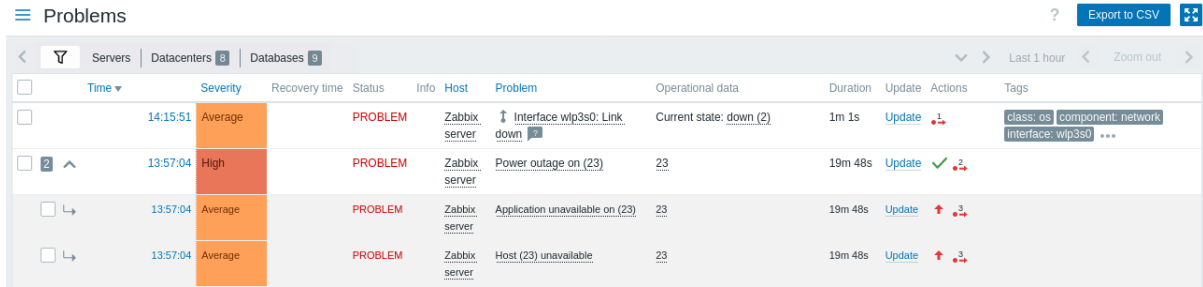 Problems ? Export to CSV
Servers Datacenters 8 Databases 9 Last 1 hour Zoom out
Time Severity Recovery time Status Info Host Problem Operational data Duration Update Actions Tags
14:15:51 Average PROBLEM Zabbix Interface wlp3s0: Link Current state: down (2) 1m 1s Update 1 class: os component: network
server down ? interface: wlp3s0 •••
2 13:57:04 High PROBLEM Zabbix Power outage on (23) 23 19m 48s Update 2
server
13:57:04 Average PROBLEM Zabbix Application unavailable on (23) 23 19m 48s Update 3
server
13:57:04 Average PROBLEM Zabbix Host (23) unavailable 23 19m 48s Update 3
server